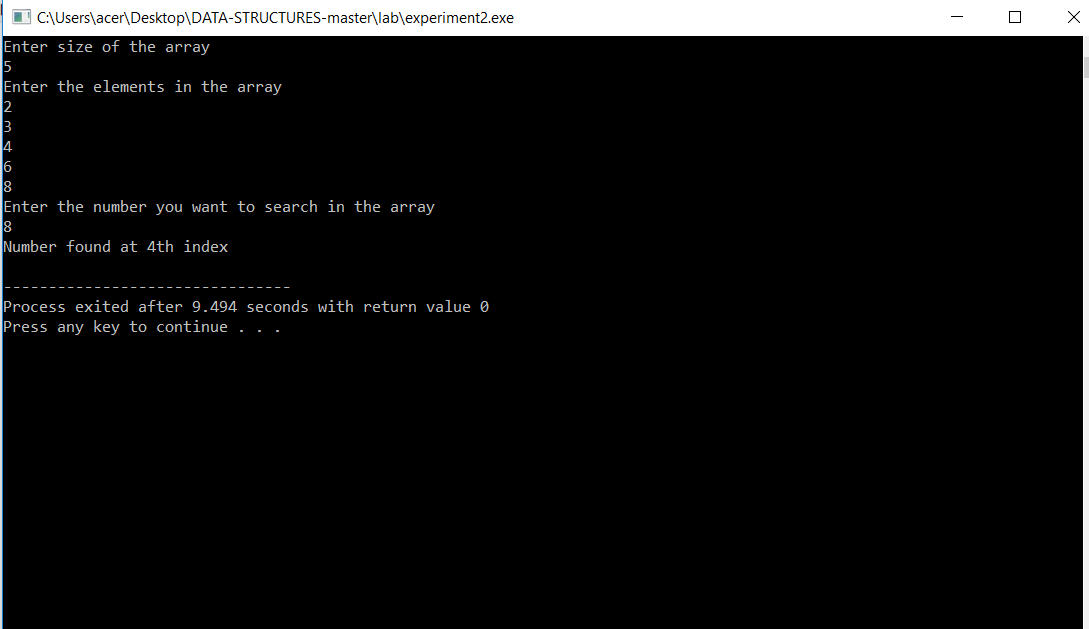 C:\Users\acer\Desktop\DATA-STRUCTURES-master\lab\experiment2.exe
Enter size of the array
5
Enter the elements in the array
2
3
4
6
8
Enter the number you want to search in the array
8
Number found at 4th index
--------------------------------
Process exited after 9.494 seconds with return value 0
Press any key to continue . . .